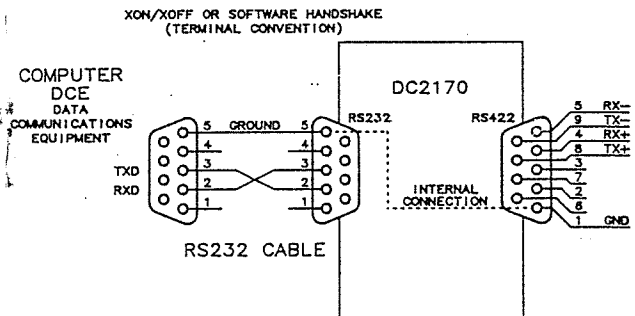 XON/XOFF OR SOFTWARE HANDSHAKE
(TERMINAL CONVENTION)
COMPUTER
DCE
DATA
COMMUNICATIONS
EQUIPMENT
TXD
RXD
5 GROUND 5
4 4
3 3
2 2
1 1
RS232 CABLE
DC2170
RS232
RS422
INTERNAL
CONNECTION
5 RX-
9 TX-
4 RX+
8 TX+
3
7
2
6
1 GND